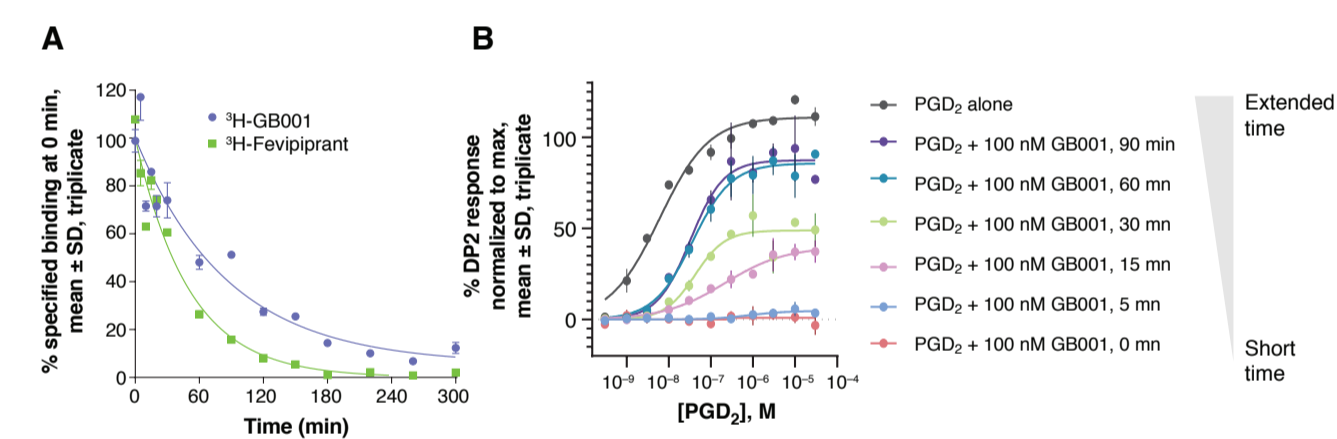 A
% specified binding at 0 min,
mean ± SD, triplicate
120
100
80
60
40
20
0
0 60 120 180 240 300
Time (min)
³H-GB001
³H-Fevipiprant
B
% DP2 response
normalized to max,
mean ± SD, triplicate
100
50
0
10⁻⁹ 10⁻⁸ 10⁻⁷ 10⁻⁶ 10⁻⁵ 10⁻⁴
[PGD₂], M
PGD₂ alone
PGD₂ + 100 nM GB001, 90 min
PGD₂ + 100 nM GB001, 60 mn
PGD₂ + 100 nM GB001, 30 mn
PGD₂ + 100 nM GB001, 15 mn
PGD₂ + 100 nM GB001, 5 mn
PGD₂ + 100 nM GB001, 0 mn
Extended
time
Short
time